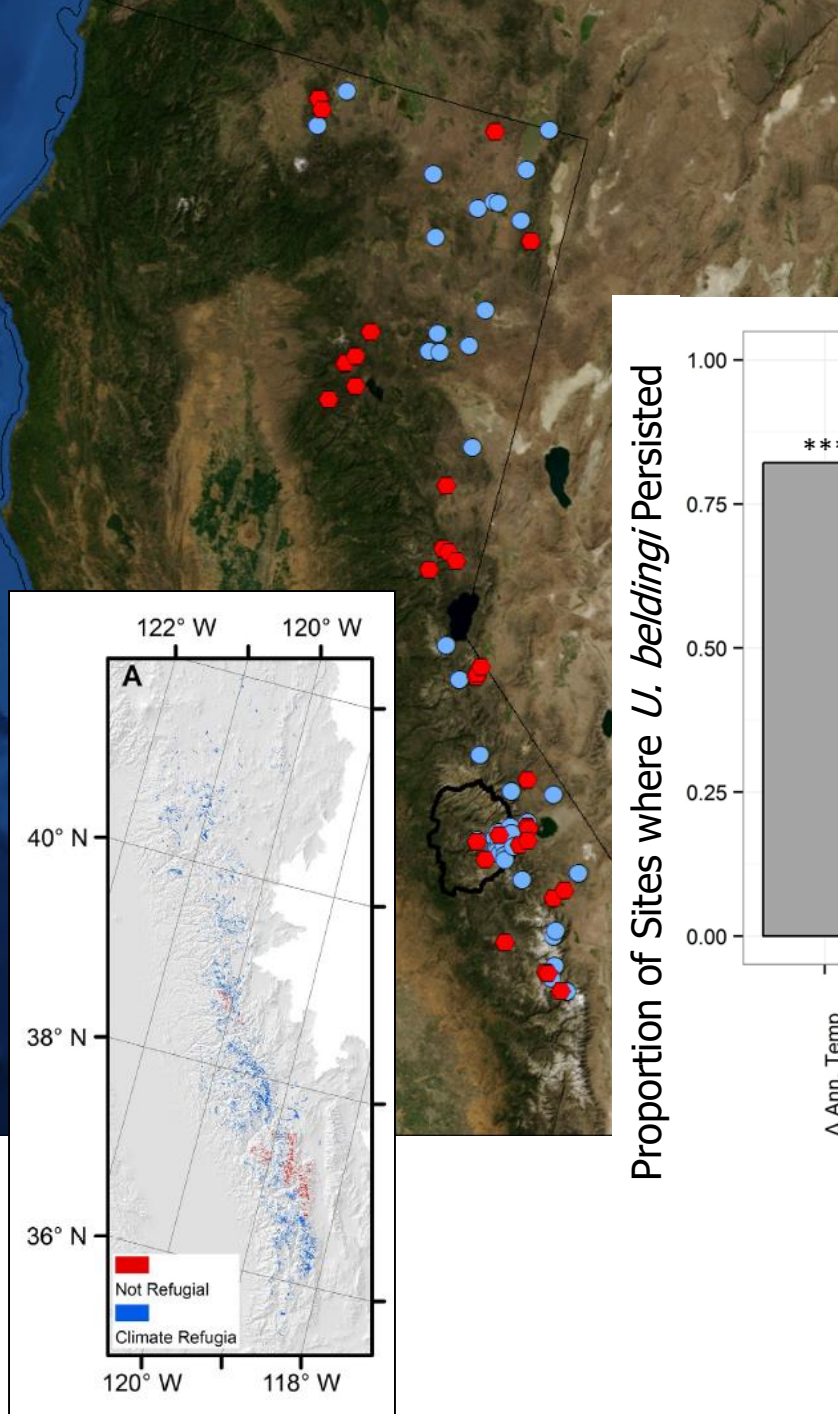 Proportion of Sites where U. beldingi Persisted
1.00
0.75
0.50
0.25
0.00
***
Δ Ann. Temp
122° W
120° W
A
40° N
38° N
36° N
Not Refugial
Climate Refugia
120° W
118° W